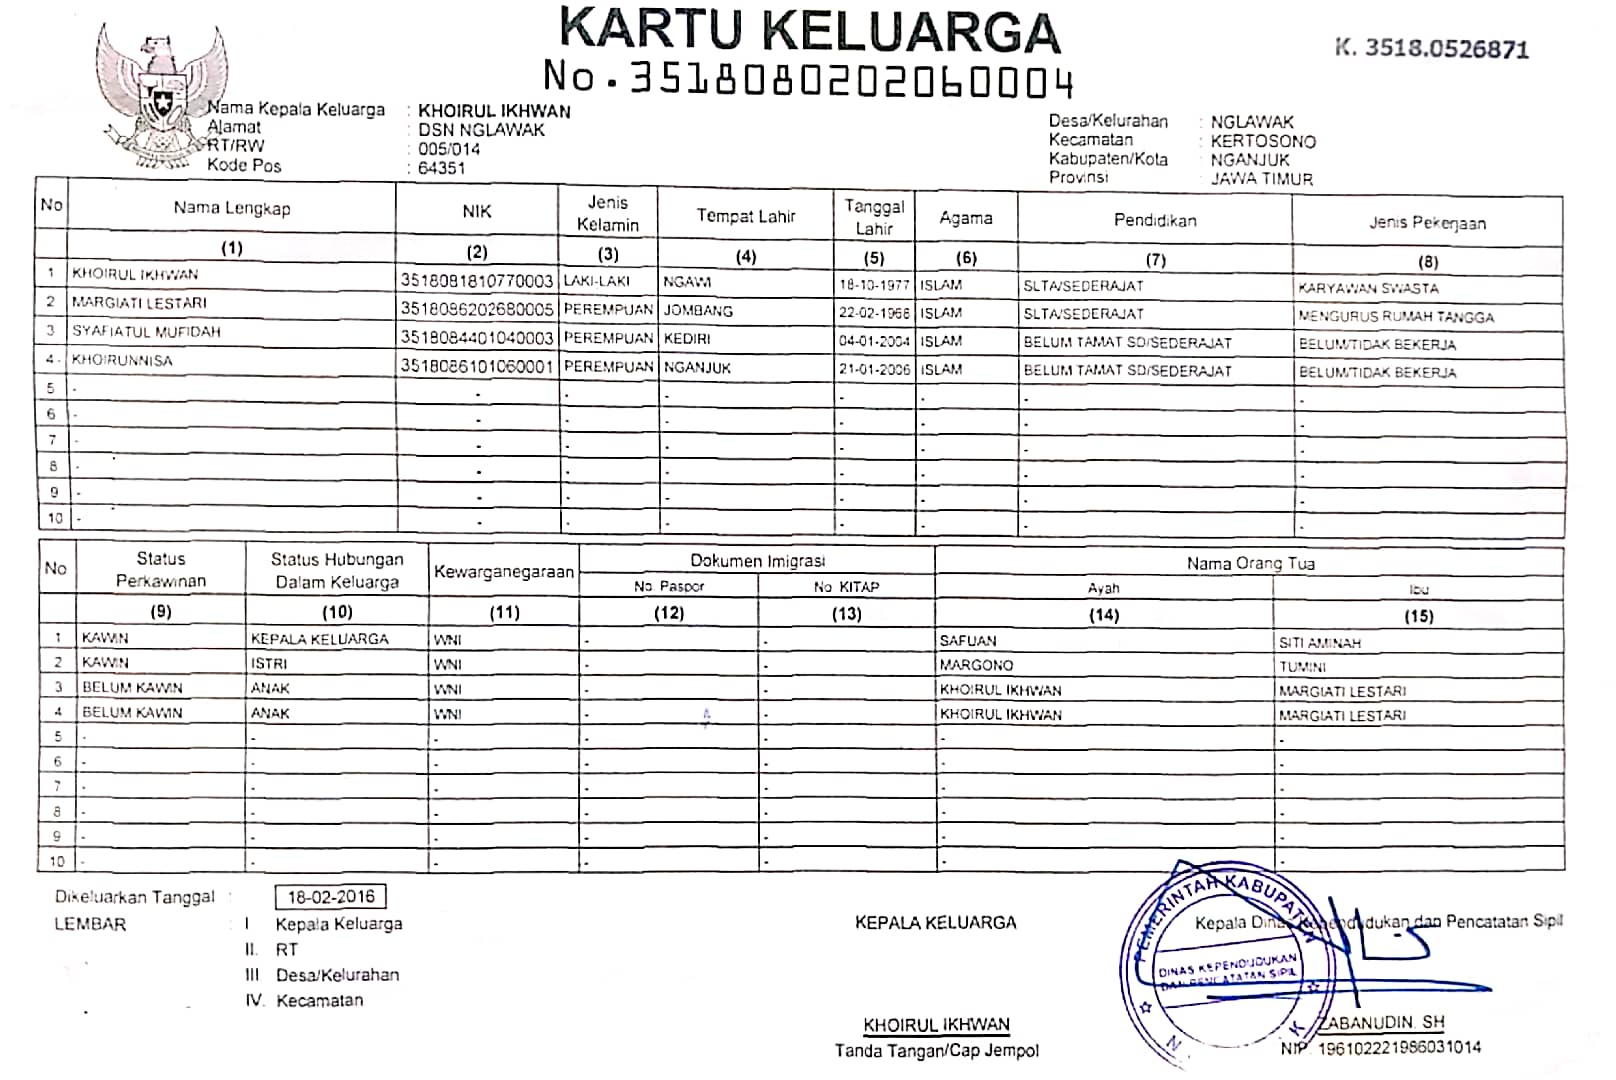 KARTU KELUARGA
No. 3518080202060004
K. 3518.0526871
Nama Kepala Keluarga : KHOIRUL IKHWAN
Alamat : DSN NGLAWAK
RT/RW : 005/014
Kode Pos : 64351
Desa/Kelurahan : NGLAWAK
Kecamatan : KERTOSONO
Kabupaten/Kota : NGANJUK
Provinsi : JAWA TIMUR
No Nama Lengkap NIK Jenis Kelamin Tempat Lahir Tanggal Lahir Agama Pendidikan Jenis Pekerjaan
(1) (2) (3) (4) (5) (6) (7) (8)
1 KHOIRUL IKHWAN 3518081810770003 LAKI-LAKI NGAWI 18-10-1977 ISLAM SLTA/SEDERAJAT KARYAWAN SWASTA
2 MARGIATI LESTARI 3518086202680005 PEREMPUAN JOMBANG 22-02-1968 ISLAM SLTA/SEDERAJAT MENGURUS RUMAH TANGGA
3 SYAFIATUL MUFIDAH 3518084401040003 PEREMPUAN KEDIRI 04-01-2004 ISLAM BELUM TAMAT SD/SEDERAJAT BELUM/TIDAK BEKERJA
4 KHOIRUNNISA 3518086101060001 PEREMPUAN NGANJUK 21-01-2006 ISLAM BELUM TAMAT SD/SEDERAJAT BELUM/TIDAK BEKERJA
5 - - - - - - - -
6 - - - - - - - -
7 - - - - - - - -
8 - - - - - - - -
9 - - - - - - - -
10 - - - - - - - -
No Status Perkawinan Status Hubungan Dalam Keluarga Kewarganegaraan Dokumen Imigrasi Nama Orang Tua
No. Paspor No. KITAP Ayah Ibu
(9) (10) (11) (12) (13) (14) (15)
1 KAWIN KEPALA KELUARGA WNI - - SAFUAN SITI AMINAH
2 KAWIN ISTRI WNI - - MARGONO TUMINI
3 BELUM KAWIN ANAK WNI - - KHOIRUL IKHWAN MARGIATI LESTARI
4 BELUM KAWIN ANAK WNI - - KHOIRUL IKHWAN MARGIATI LESTARI
5 - - - - - - -
6 - - - - - - -
7 - - - - - - -
8 - - - - - - -
9 - - - - - - -
10 - - - - - - -
Dikeluarkan Tanggal : 18-02-2016
LEMBAR : I Kepala Keluarga
II. RT
III Desa/Kelurahan
IV. Kecamatan
KEPALA KELUARGA
KHOIRUL IKHWAN
Tanda Tangan/Cap Jempol
Kepala Dinas Kependudukan dan Pencatatan Sipil
PEMERINTAH KABUPATEN
DINAS KEPENDUDUKAN
DAN PENCATATAN SIPIL
ZABANUDIN. SH
NIP. 196102221986031014